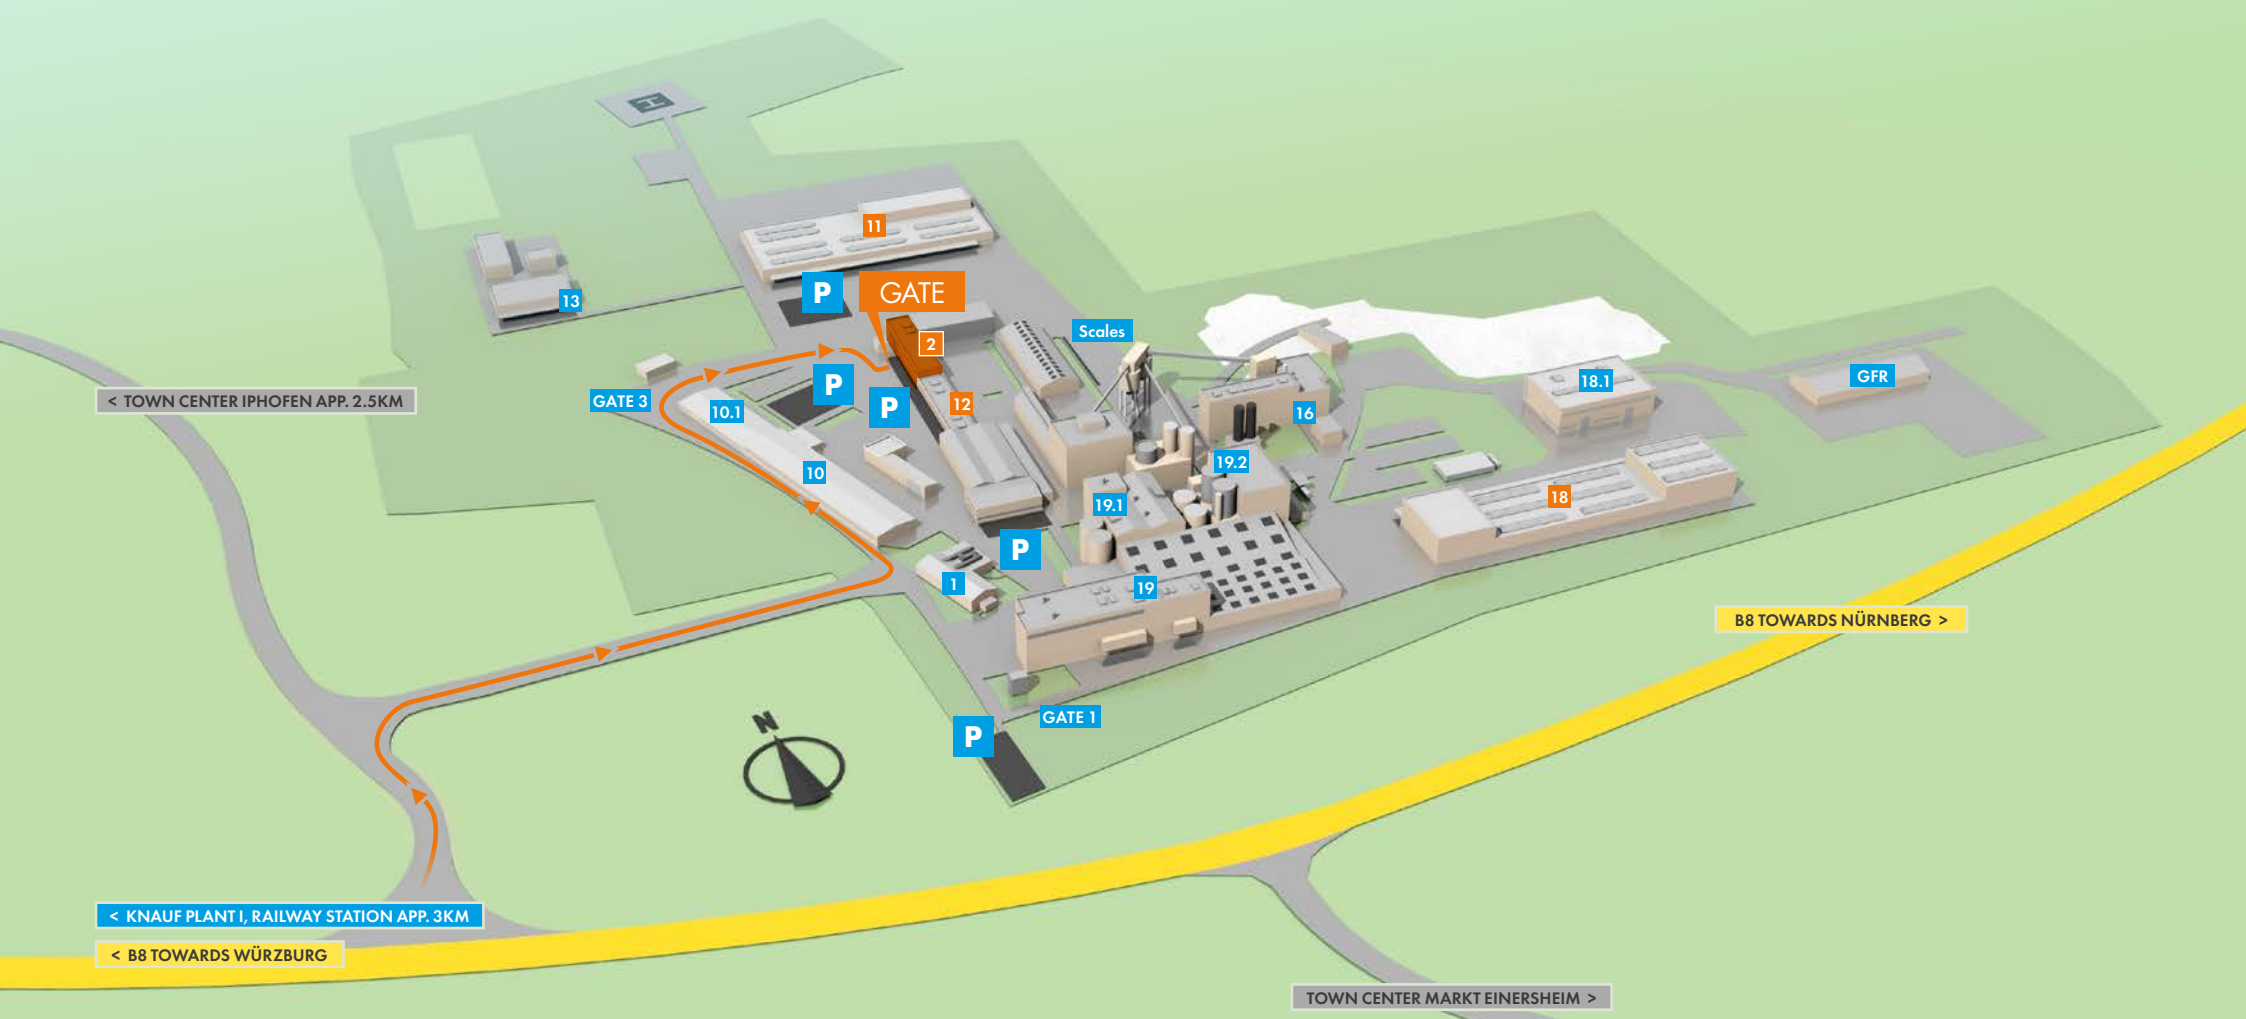 H
11
P
GATE
13
Scales
2
P
GATE 3
10.1
P
12
18.1
GFR
< TOWN CENTER IPHOFEN APP. 2.5KM
16
10
19.2
18
19.1
P
1
19
B8 TOWARDS NÜRNBERG >
GATE 1
N
P
< KNAUF PLANT I, RAILWAY STATION APP. 3KM
< B8 TOWARDS WÜRZBURG
TOWN CENTER MARKT EINERSHEIM >